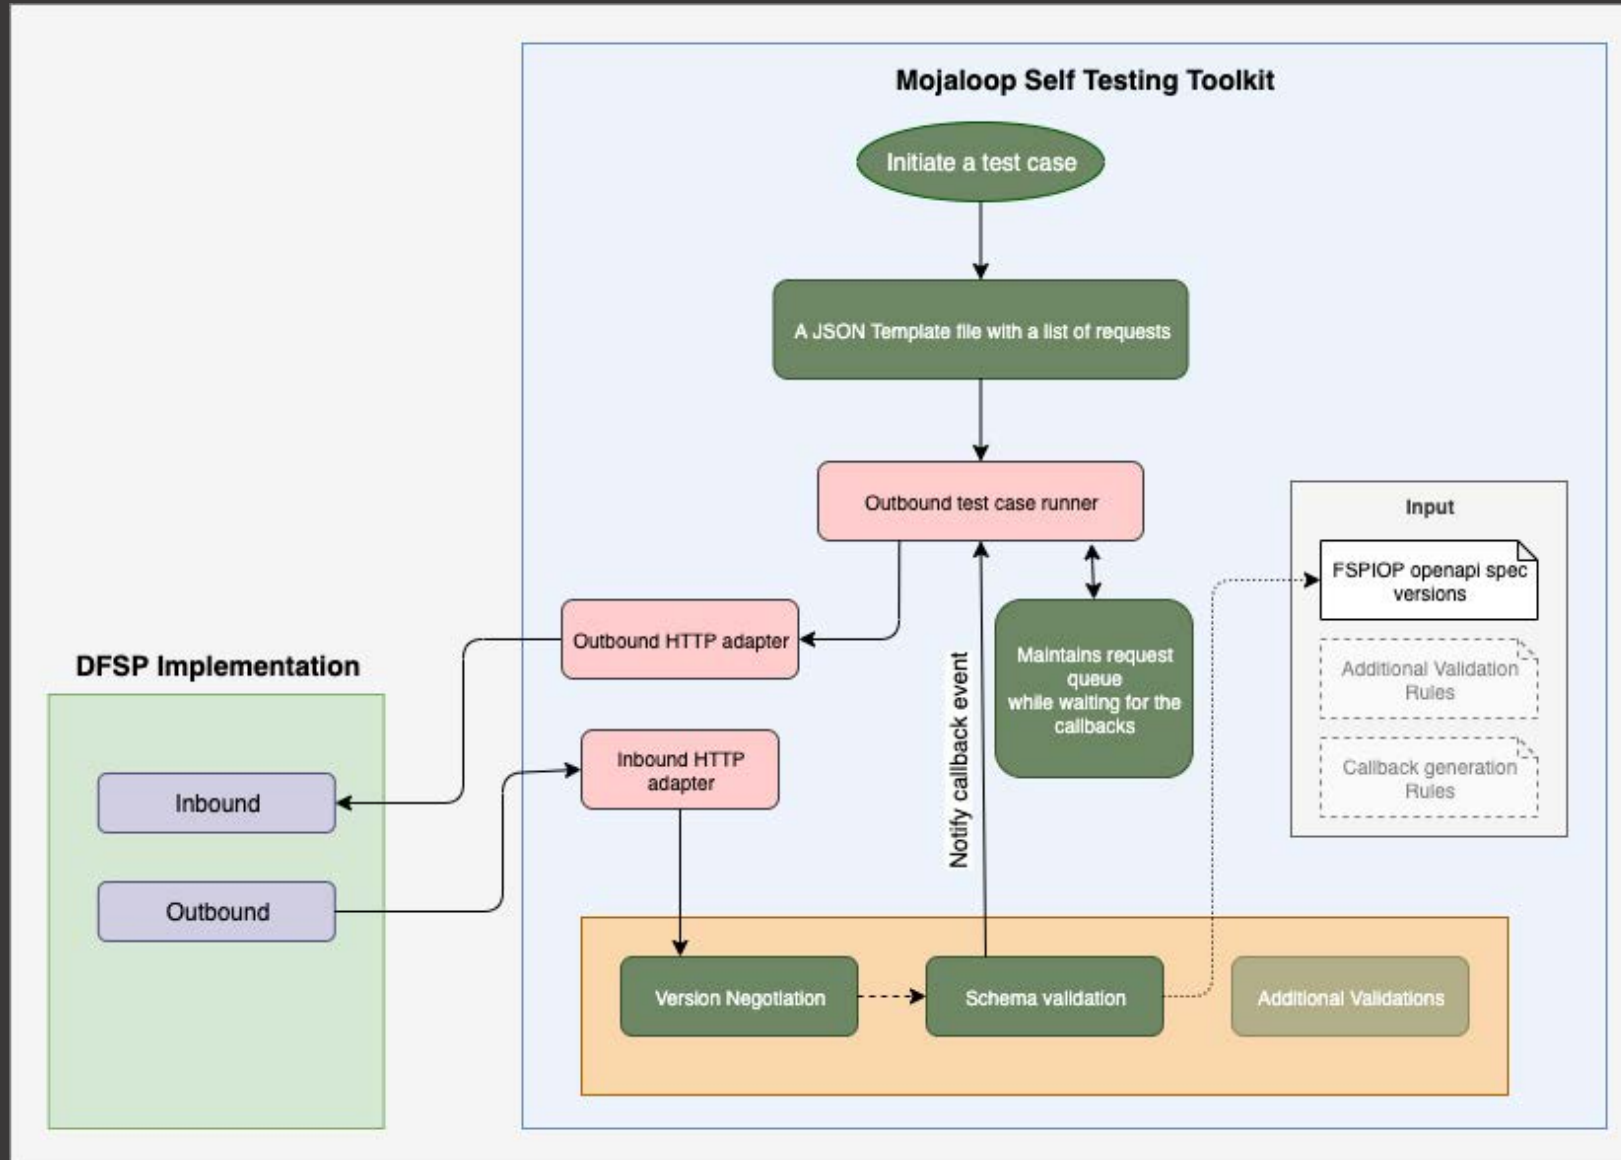 Mojaloop Self Testing Toolkit
Initiate a test case
A JSON Template file with a list of requests
Outbound test case runner
Input
FSPIOP openapi spec
versions
Additional Validation
Rules
Callback generation
Rules
Outbound HTTP adapter
Maintains request
queue
while waiting for the
callbacks
Notify callback event
DFSP Implementation
Inbound
Outbound
Inbound HTTP
adapter
Version Negotiation
Schema validation
Additional Validations